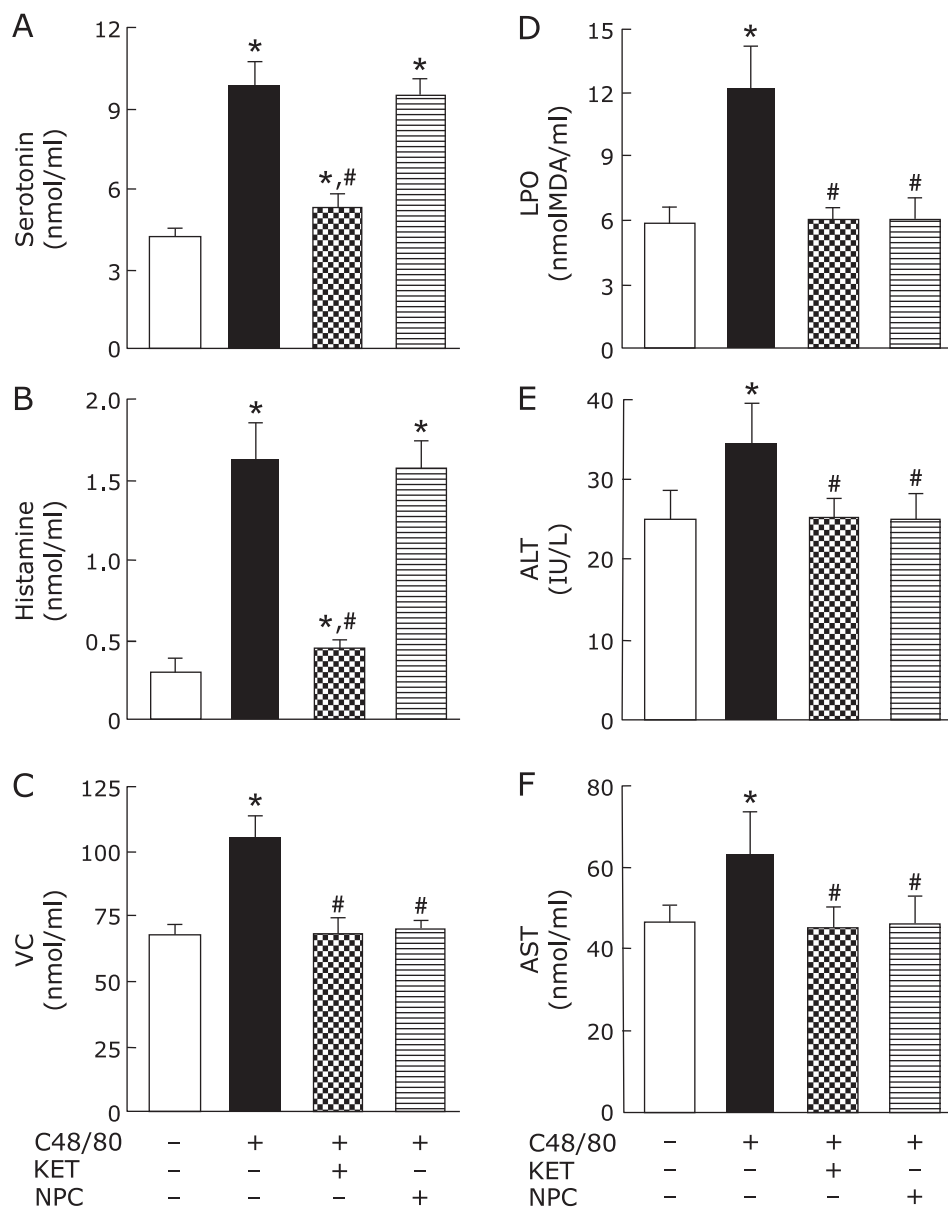 A
Serotonin
(nmol/ml)
12
9
6
3
0
*
*,#
*
B
Histamine
(nmol/ml)
2.0
1.5
1.0
0.5
0
*
*,#
*
C
VC
(nmol/ml)
125
100
75
50
25
0
*
#
#
C48/80 – + + +
KET – – + –
NPC – – – +
D
LPO
(nmolMDA/ml)
15
12
9
6
3
0
*
#
#
E
ALT
(IU/L)
40
30
20
10
0
*
#
#
F
AST
(nmol/ml)
80
60
40
20
0
*
#
#
C48/80 – + + +
KET – – + –
NPC – – – +